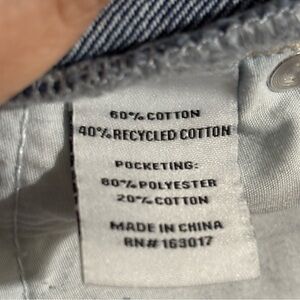 60% COTTON
40% RECYCLED COTTON
POCKETING:
80% POLYESTER
20% COTTON
MADE IN CHINA
RN# 163017